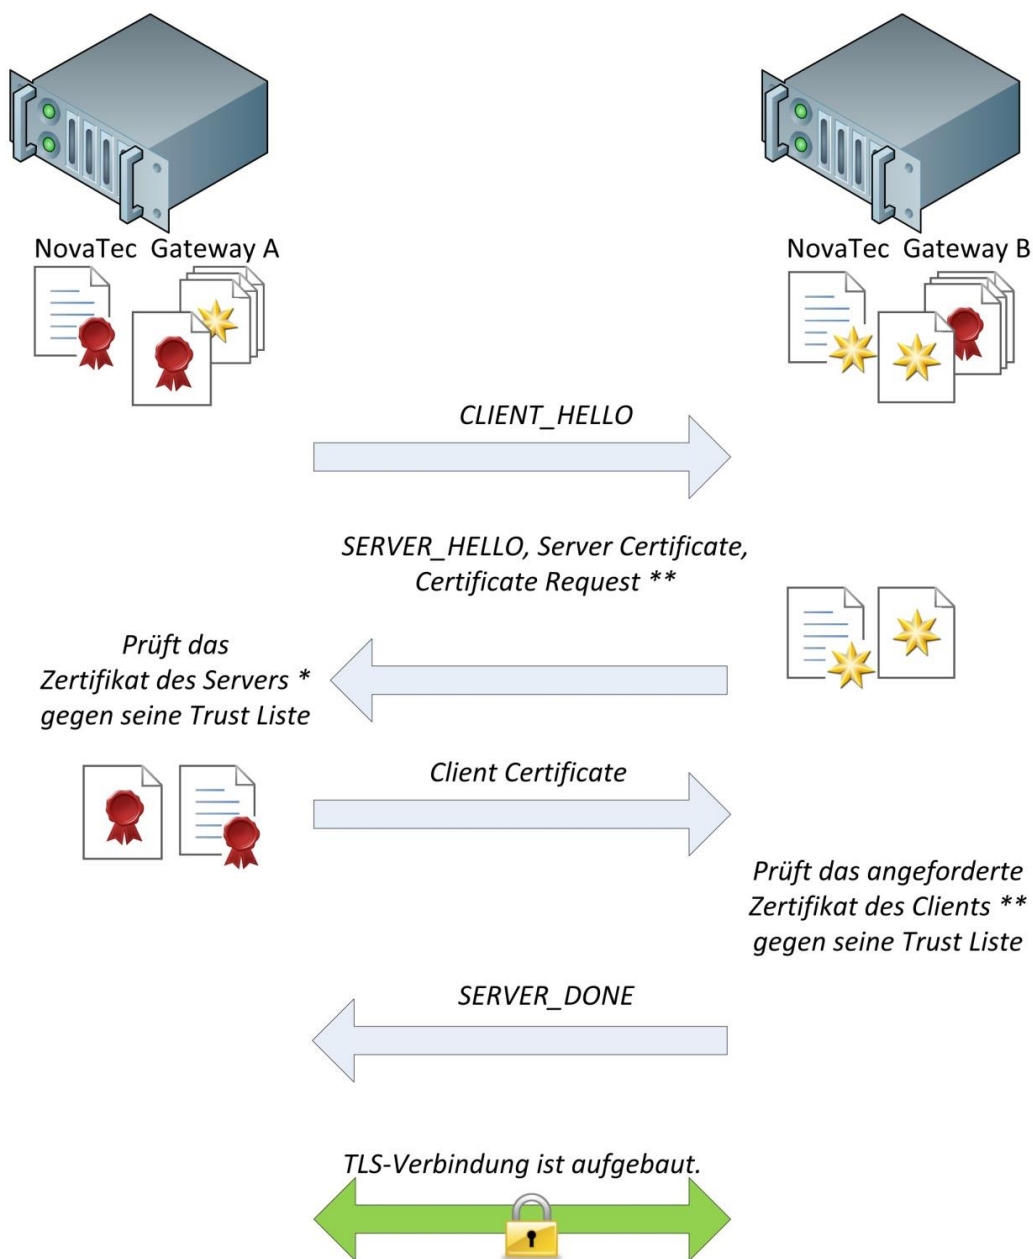 NovaTec Gateway A
NovaTec Gateway B
CLIENT_HELLO
SERVER_HELLO, Server Certificate,
Certificate Request **
Prüft das
Zertifikat des Servers *
gegen seine Trust Liste
Client Certificate
Prüft das angeforderte
Zertifikat des Clients **
gegen seine Trust Liste
SERVER_DONE
TLS-Verbindung ist aufgebaut.